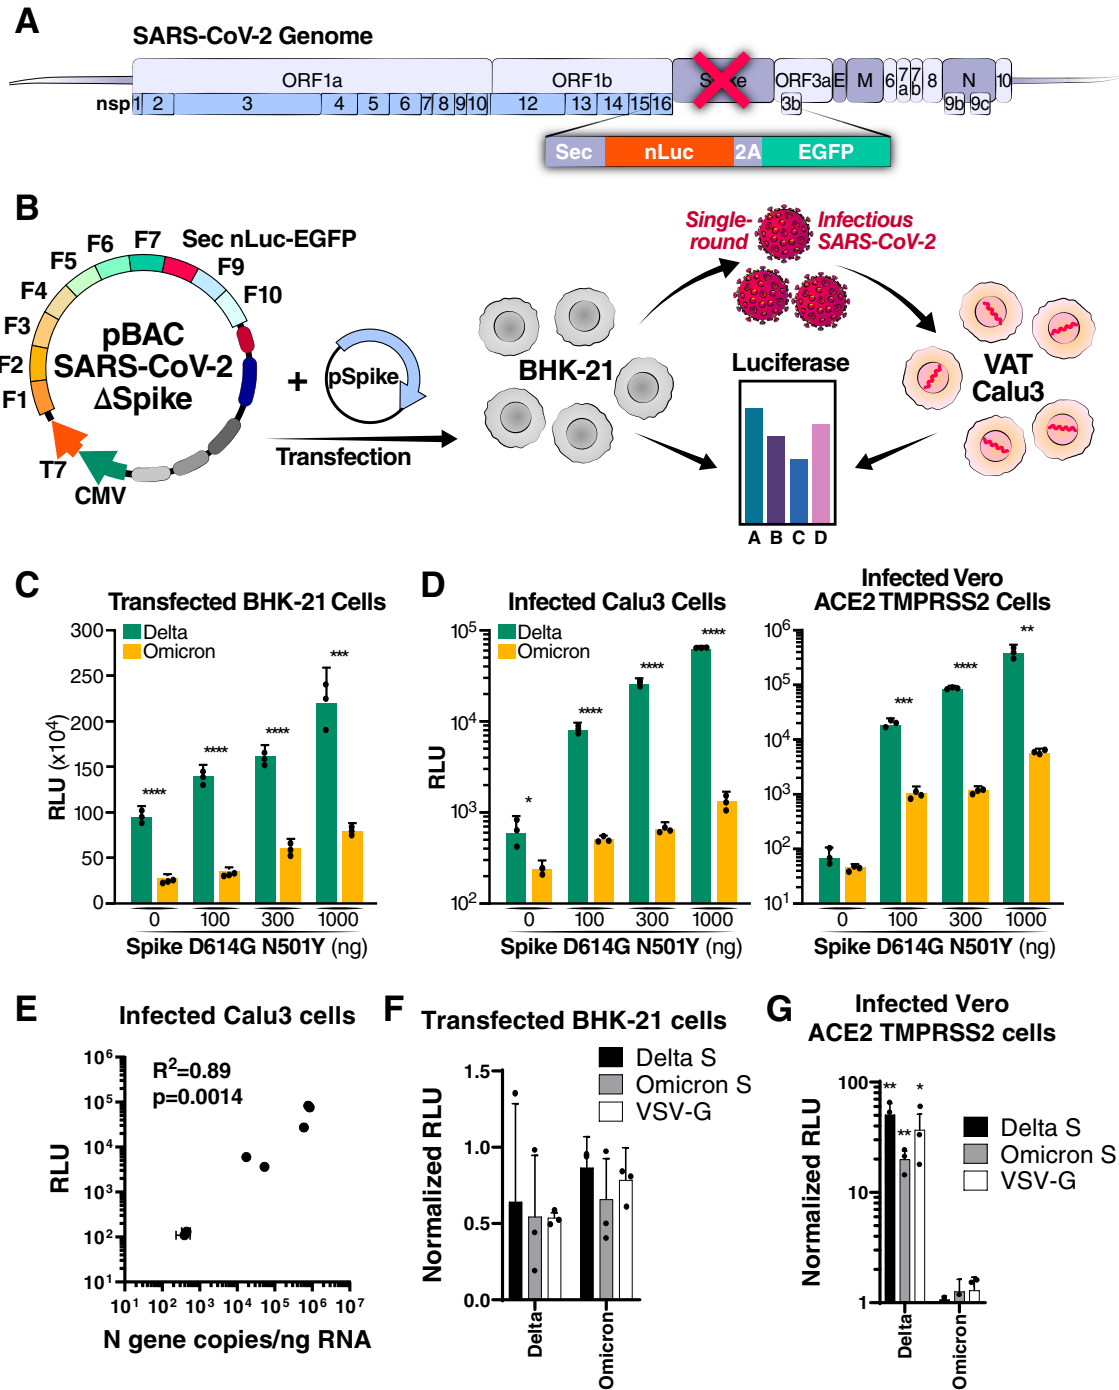 A
SARS-CoV-2 Genome
ORF1a ORF1b Spike ORF3a E M 6 7a 7b 8 N 10
nsp 1 2 3 4 5 6 7 8 9 10 12 13 14 15 16 3b 9b 9c
Sec nLuc 2A EGFP
B
F1 F2 F3 F4 F5 F6 F7 Sec nLuc-EGFP F9 F10
pBAC
SARS-CoV-2
ΔSpike
T7
CMV
+
pSpike
Transfection
BHK-21
Single-
round
Infectious
SARS-CoV-2
VAT
Calu3
Luciferase
A B C D
C
Transfected BHK-21 Cells
Delta
Omicron
RLU (x10⁴)
300
250
200
150
100
50
0
**** **** **** ***
0 100 300 1000
Spike D614G N501Y (ng)
D
Infected Calu3 Cells
Delta
Omicron
RLU
10⁵
10⁴
10³
10²
* **** **** ****
0 100 300 1000
Spike D614G N501Y (ng)
Infected Vero
ACE2 TMPRSS2 Cells
10⁶
10⁵
10⁴
10³
10²
10¹
*** **** **
0 100 300 1000
Spike D614G N501Y (ng)
E
Infected Calu3 cells
R²=0.89
p=0.0014
RLU
10⁶
10⁵
10⁴
10³
10²
10¹
10¹ 10² 10³ 10⁴ 10⁵ 10⁶ 10⁷
N gene copies/ng RNA
F
Transfected BHK-21 cells
Delta S
Omicron S
VSV-G
Normalized RLU
1.5
1.0
0.5
0.0
Delta Omicron
G
Infected Vero
ACE2 TMPRSS2 cells
Delta S
Omicron S
VSV-G
Normalized RLU
100
10
1
** ** *
Delta Omicron